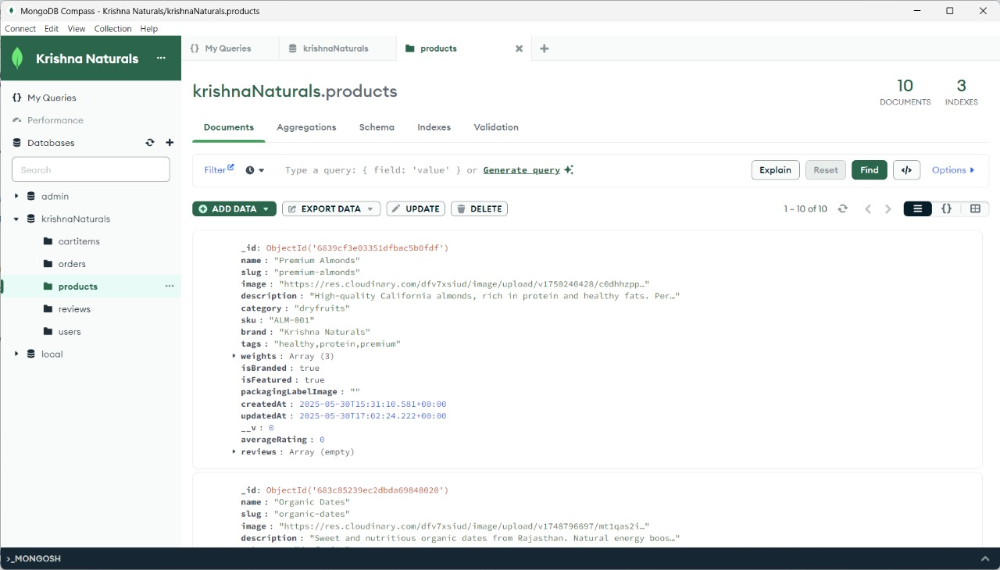 MongoDB Compass - Krishna Naturals/krishnaNaturals.products
Connect Edit View Collection Help
Krishna Naturals ...
{} My Queries
krishnaNaturals
products
My Queries
Performance
Databases
Search
admin
krishnaNaturals
cartitems
orders
products ...
reviews
users
local
krishnaNaturals.products
10
DOCUMENTS
3
INDEXES
Documents Aggregations Schema Indexes Validation
Filter Type a query: { field: 'value' } or Generate query Explain Reset Find </> Options
ADD DATA EXPORT DATA UPDATE DELETE 1 – 10 of 10 {}
_id: ObjectId('6839cf3e03351dfbac5b0fdf')
name : "Premium Almonds"
slug : "premium-almonds"
image : "https://res.cloudinary.com/dfv7xsiud/image/upload/v1750240428/c0dhhzpp…"
description : "High-quality California almonds, rich in protein and healthy fats. Per…"
category : "dryfruits"
sku : "ALM-001"
brand : "Krishna Naturals"
tags : "healthy,protein,premium"
weights : Array (3)
isBranded : true
isFeatured : true
packagingLabelImage : ""
createdAt : 2025-05-30T15:31:10.581+00:00
updatedAt : 2025-05-30T17:02:24.222+00:00
__v : 0
averageRating : 0
reviews : Array (empty)
_id: ObjectId('683c85239ec2dbda69848020')
name : "Organic Dates"
slug : "organic-dates"
image : "https://res.cloudinary.com/dfv7xsiud/image/upload/v1748796697/mt1qas2i…"
description : "Sweet and nutritious organic dates from Rajasthan. Natural energy boos…"
>_MONGOSH